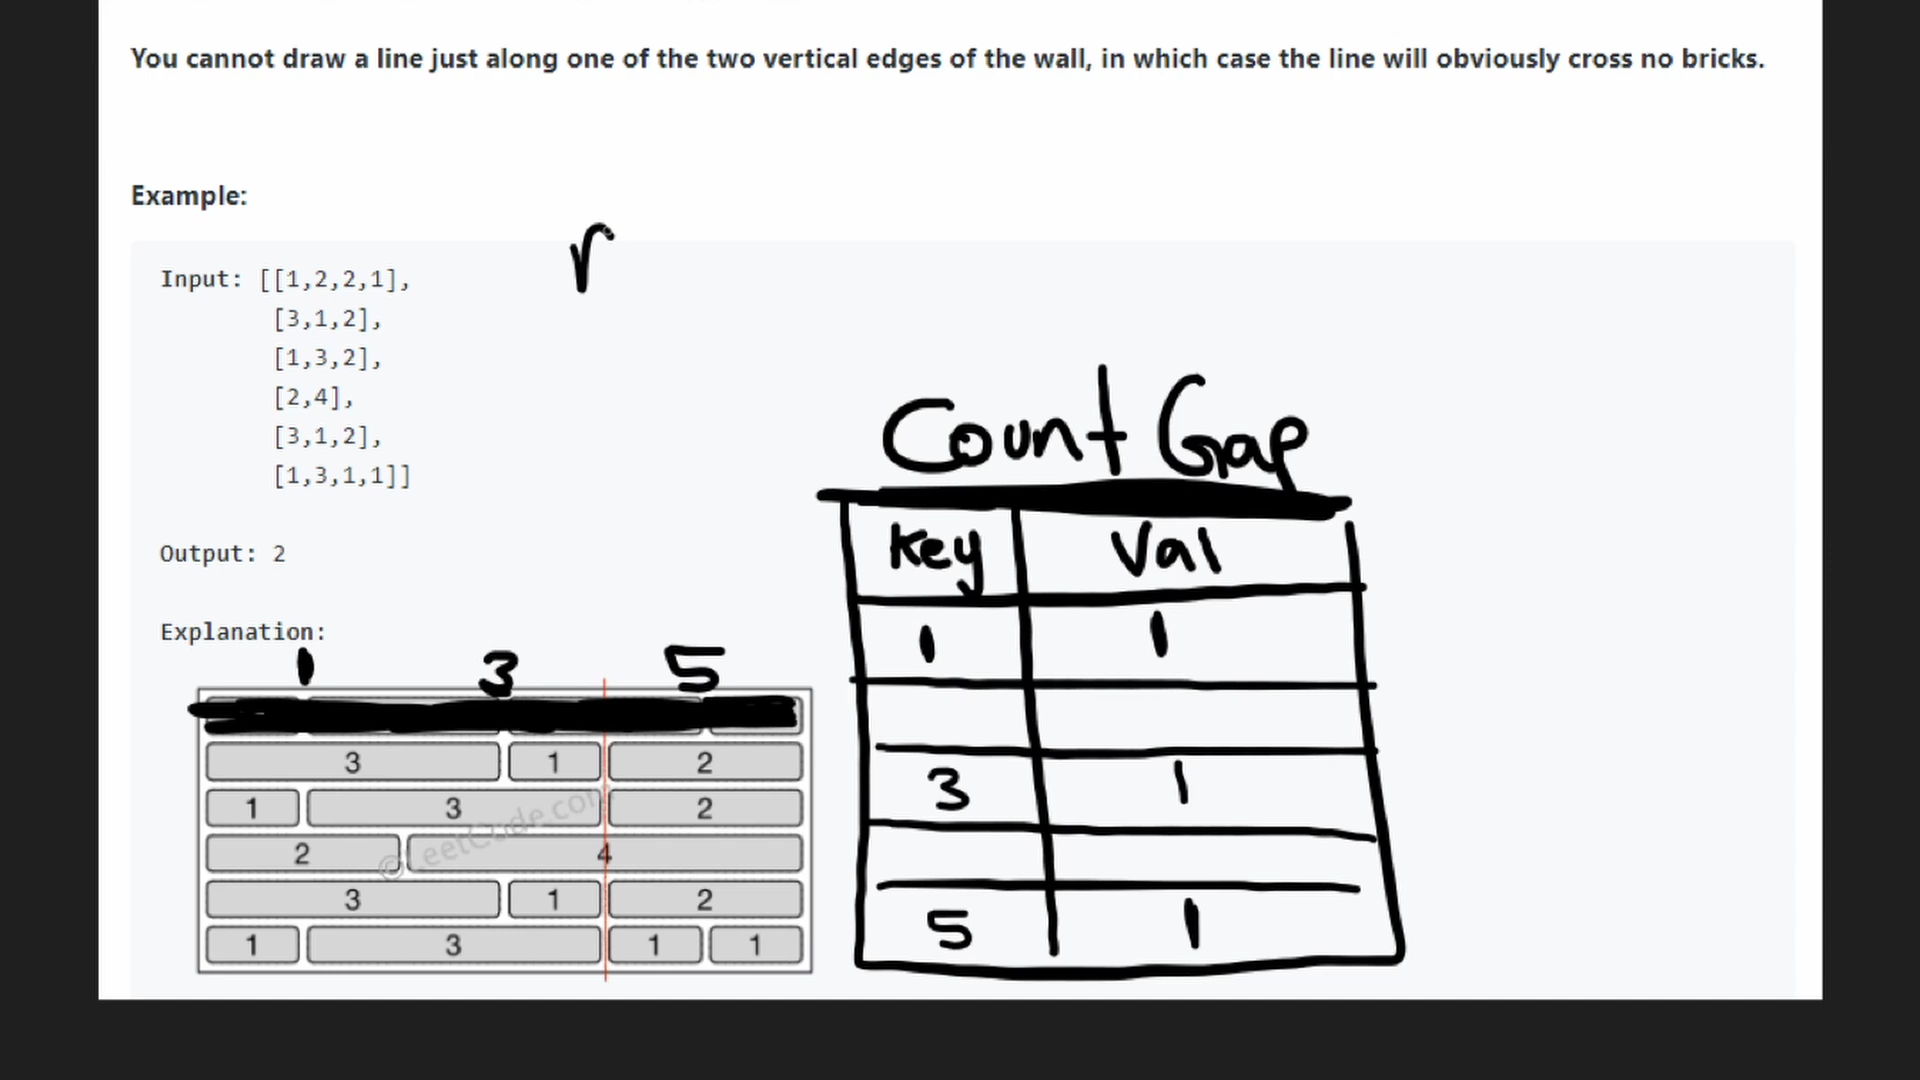 You cannot draw a line just along one of the two vertical edges of the wall, in which case the line will obviously cross no bricks.
Example:
r
Input: [[1,2,2,1],
[3,1,2],
[1,3,2],
[2,4],
[3,1,2],
[1,3,1,1]]
Output: 2
Explanation:
1 3 5
3 1 2
1 3 2
2 4
3 1 2
1 3 1 1
©LeetCode.com
Count Gap
Key Val
1 1
3 1
5 1